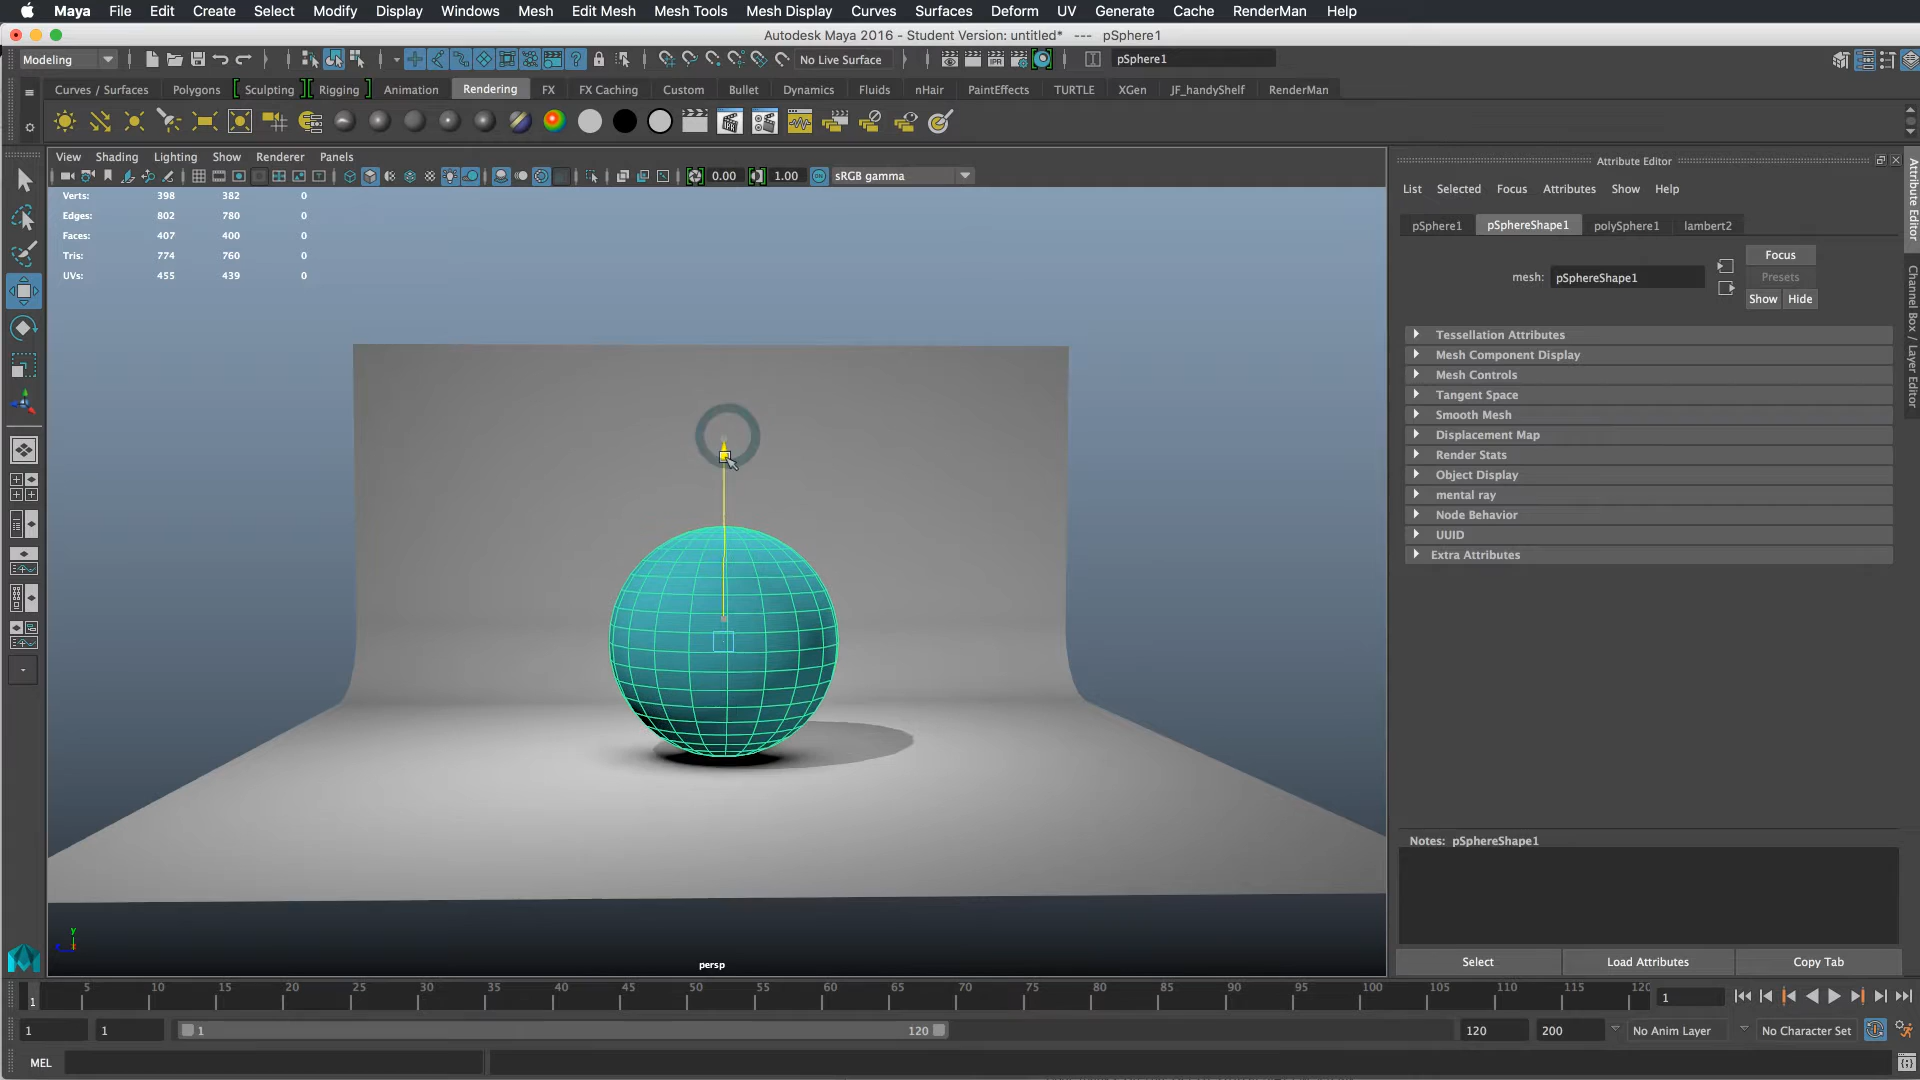 Maya File Edit Create Select Modify Display Windows Mesh Edit Mesh Mesh Tools Mesh Display Curves Surfaces Deform UV Generate Cache RenderMan Help
Autodesk Maya 2016 - Student Version: untitled* --- pSphere1
Modeling No Live Surface pSphere1
Curves / Surfaces Polygons Sculpting Rigging Animation Rendering FX FX Caching Custom Bullet Dynamics Fluids nHair PaintEffects TURTLE XGen JF_handyShelf RenderMan
View Shading Lighting Show Renderer Panels
0.00 1.00 sRGB gamma
Verts: 398 382 0
Edges: 802 780 0
Faces: 407 400 0
Tris: 774 760 0
UVs: 455 439 0
y
persp
Attribute Editor
List Selected Focus Attributes Show Help
pSphere1 pSphereShape1 polySphere1 lambert2
Focus
mesh: pSphereShape1 Presets
Show Hide
Tessellation Attributes
Mesh Component Display
Mesh Controls
Tangent Space
Smooth Mesh
Displacement Map
Render Stats
Object Display
mental ray
Node Behavior
UUID
Extra Attributes
Notes: pSphereShape1
Select Load Attributes Copy Tab
Attribute Editor
Channel Box / Layer Editor
1 5 10 15 20 25 30 35 40 45 50 55 60 65 70 75 80 85 90 95 100 105 110 115 120 1
1 1 1 120 120 200 No Anim Layer No Character Set
MEL